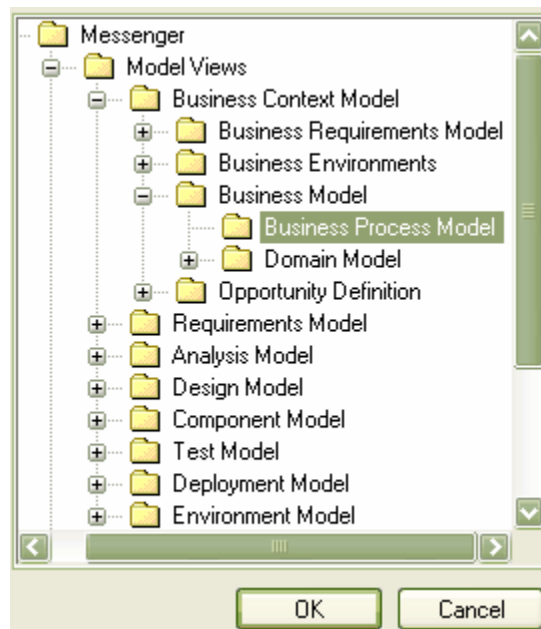 Messenger
Model Views
Business Context Model
Business Requirements Model
Business Environments
Business Model
Business Process Model
Domain Model
Opportunity Definition
Requirements Model
Analysis Model
Design Model
Component Model
Test Model
Deployment Model
Environment Model
OK Cancel